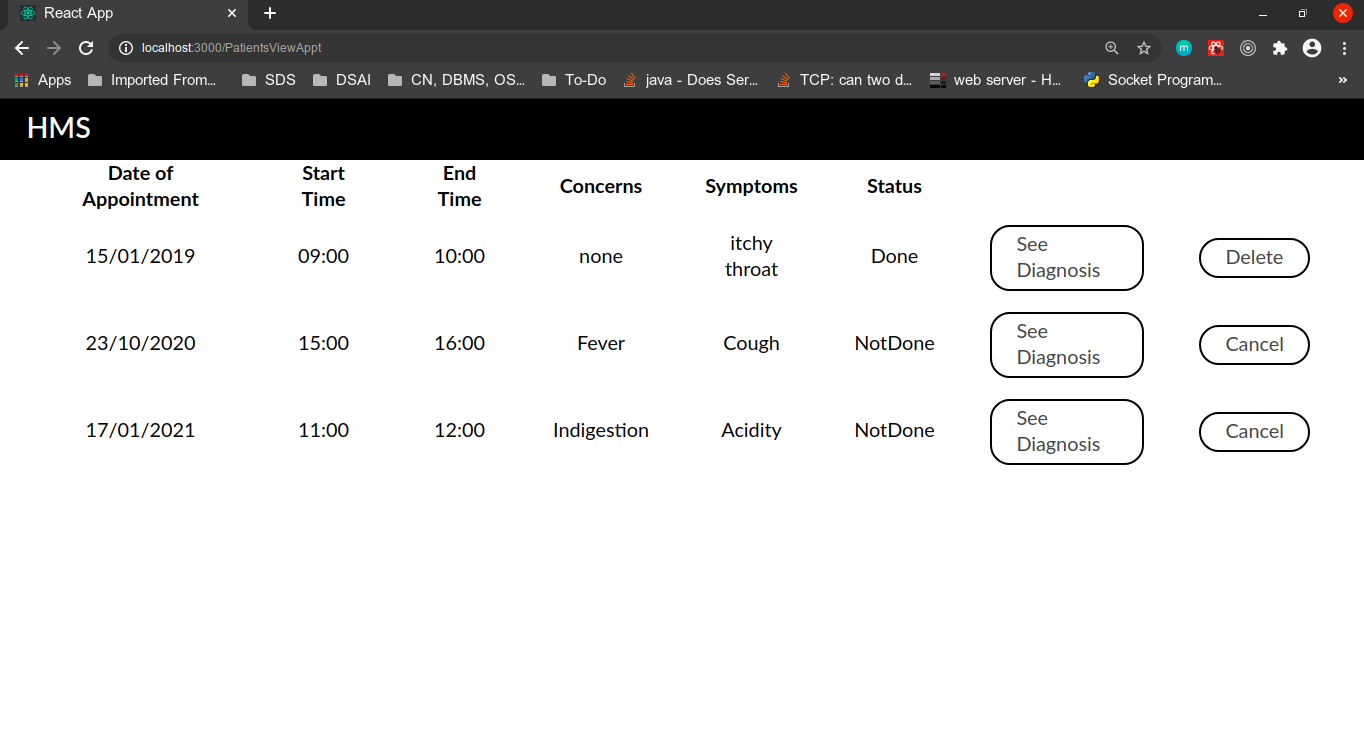 React App
localhost:3000/PatientsViewAppt
m
Apps Imported From... SDS DSAI CN, DBMS, OS... To-Do java - Does Ser... TCP: can two d... web server - H... Socket Program... »
HMS
Date of Appointment Start Time End Time Concerns Symptoms Status
15/01/2019 09:00 10:00 none itchy throat Done See Diagnosis Delete
23/10/2020 15:00 16:00 Fever Cough NotDone See Diagnosis Cancel
17/01/2021 11:00 12:00 Indigestion Acidity NotDone See Diagnosis Cancel